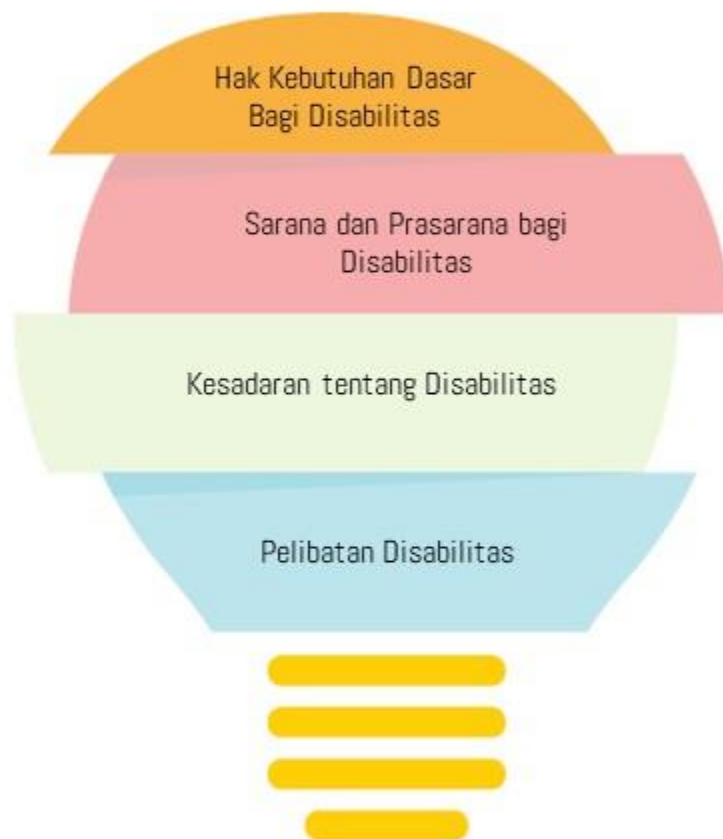 Hak Kebutuhan Dasar
Bagi Disabilitas
Sarana dan Prasarana bagi
Disabilitas
Kesadaran tentang Disabilitas
Pelibatan Disabilitas